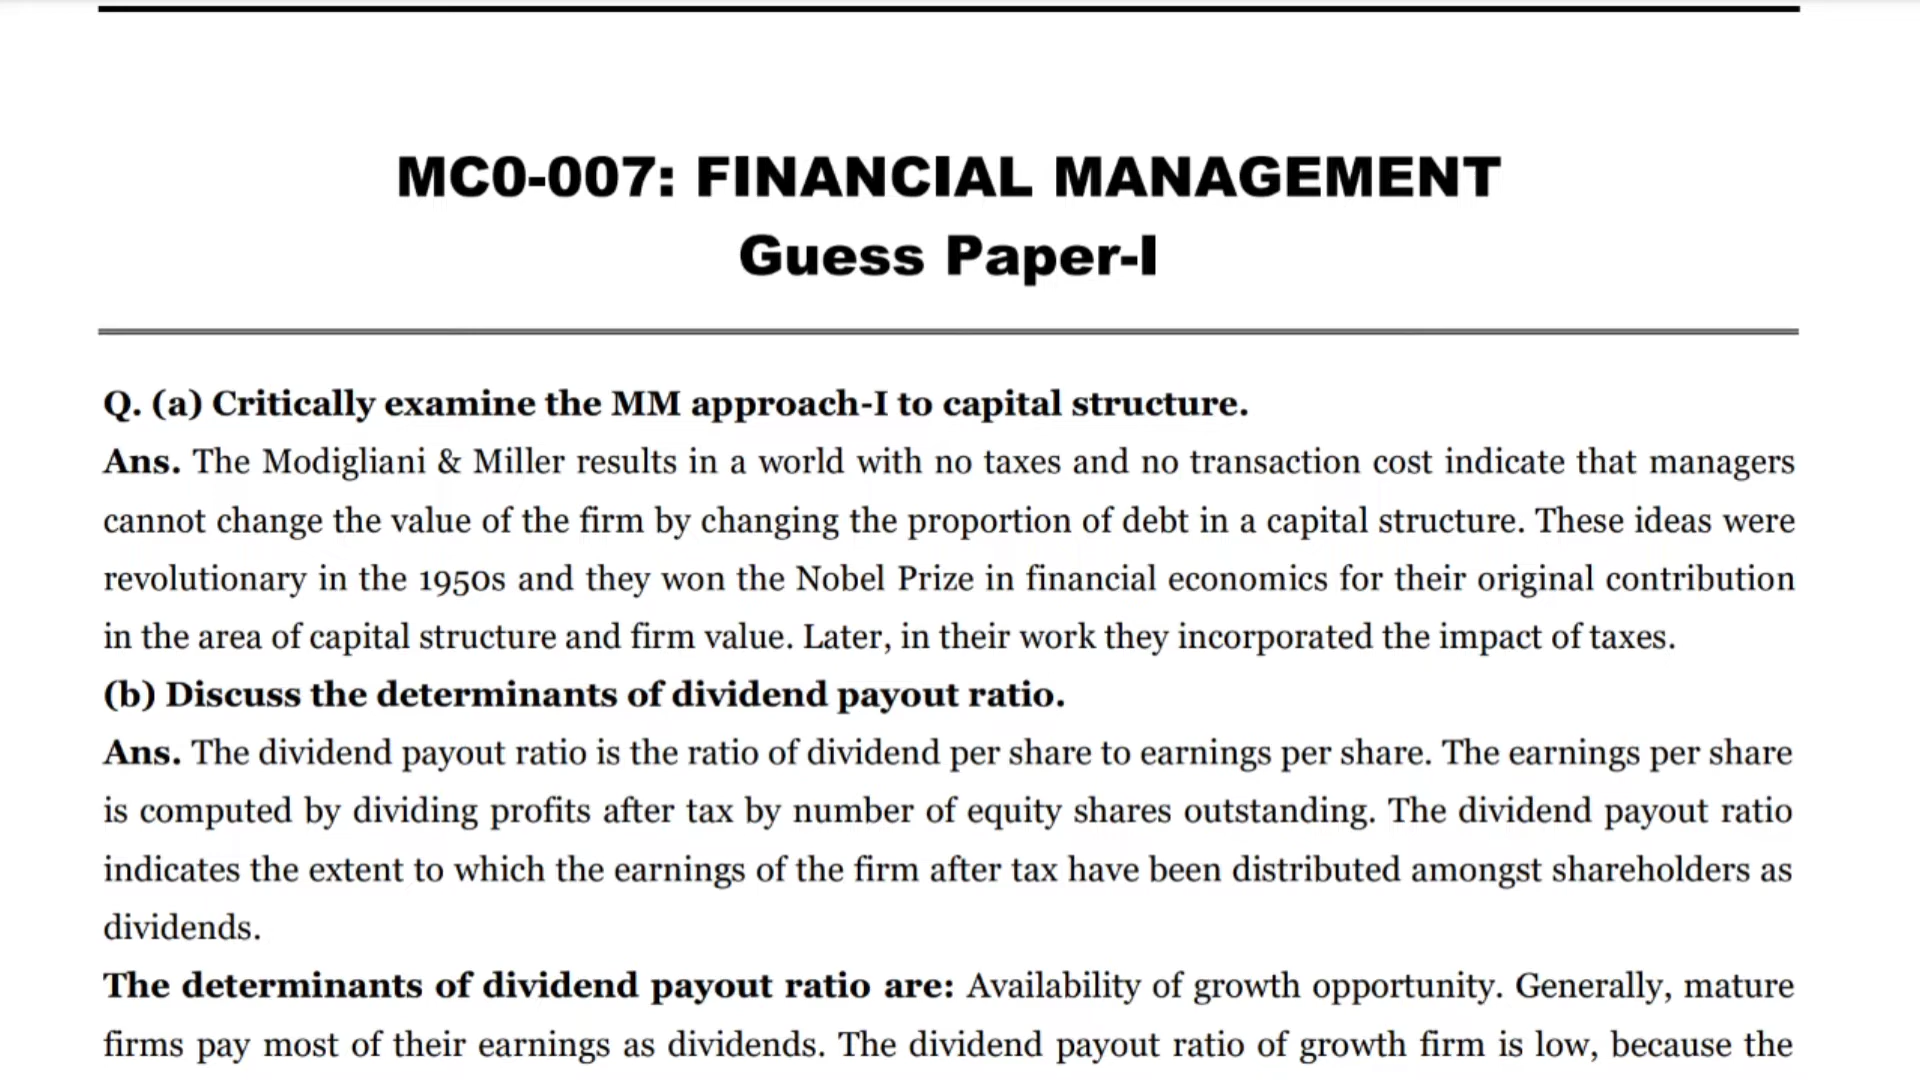 MC0-007: FINANCIAL MANAGEMENT
Guess Paper-I
Q. (a) Critically examine the MM approach-I to capital structure.
Ans. The Modigliani & Miller results in a world with no taxes and no transaction cost indicate that managers
cannot change the value of the firm by changing the proportion of debt in a capital structure. These ideas were
revolutionary in the 1950s and they won the Nobel Prize in financial economics for their original contribution
in the area of capital structure and firm value. Later, in their work they incorporated the impact of taxes.
(b) Discuss the determinants of dividend payout ratio.
Ans. The dividend payout ratio is the ratio of dividend per share to earnings per share. The earnings per share
is computed by dividing profits after tax by number of equity shares outstanding. The dividend payout ratio
indicates the extent to which the earnings of the firm after tax have been distributed amongst shareholders as
dividends.
The determinants of dividend payout ratio are: Availability of growth opportunity. Generally, mature
firms pay most of their earnings as dividends. The dividend payout ratio of growth firm is low, because the